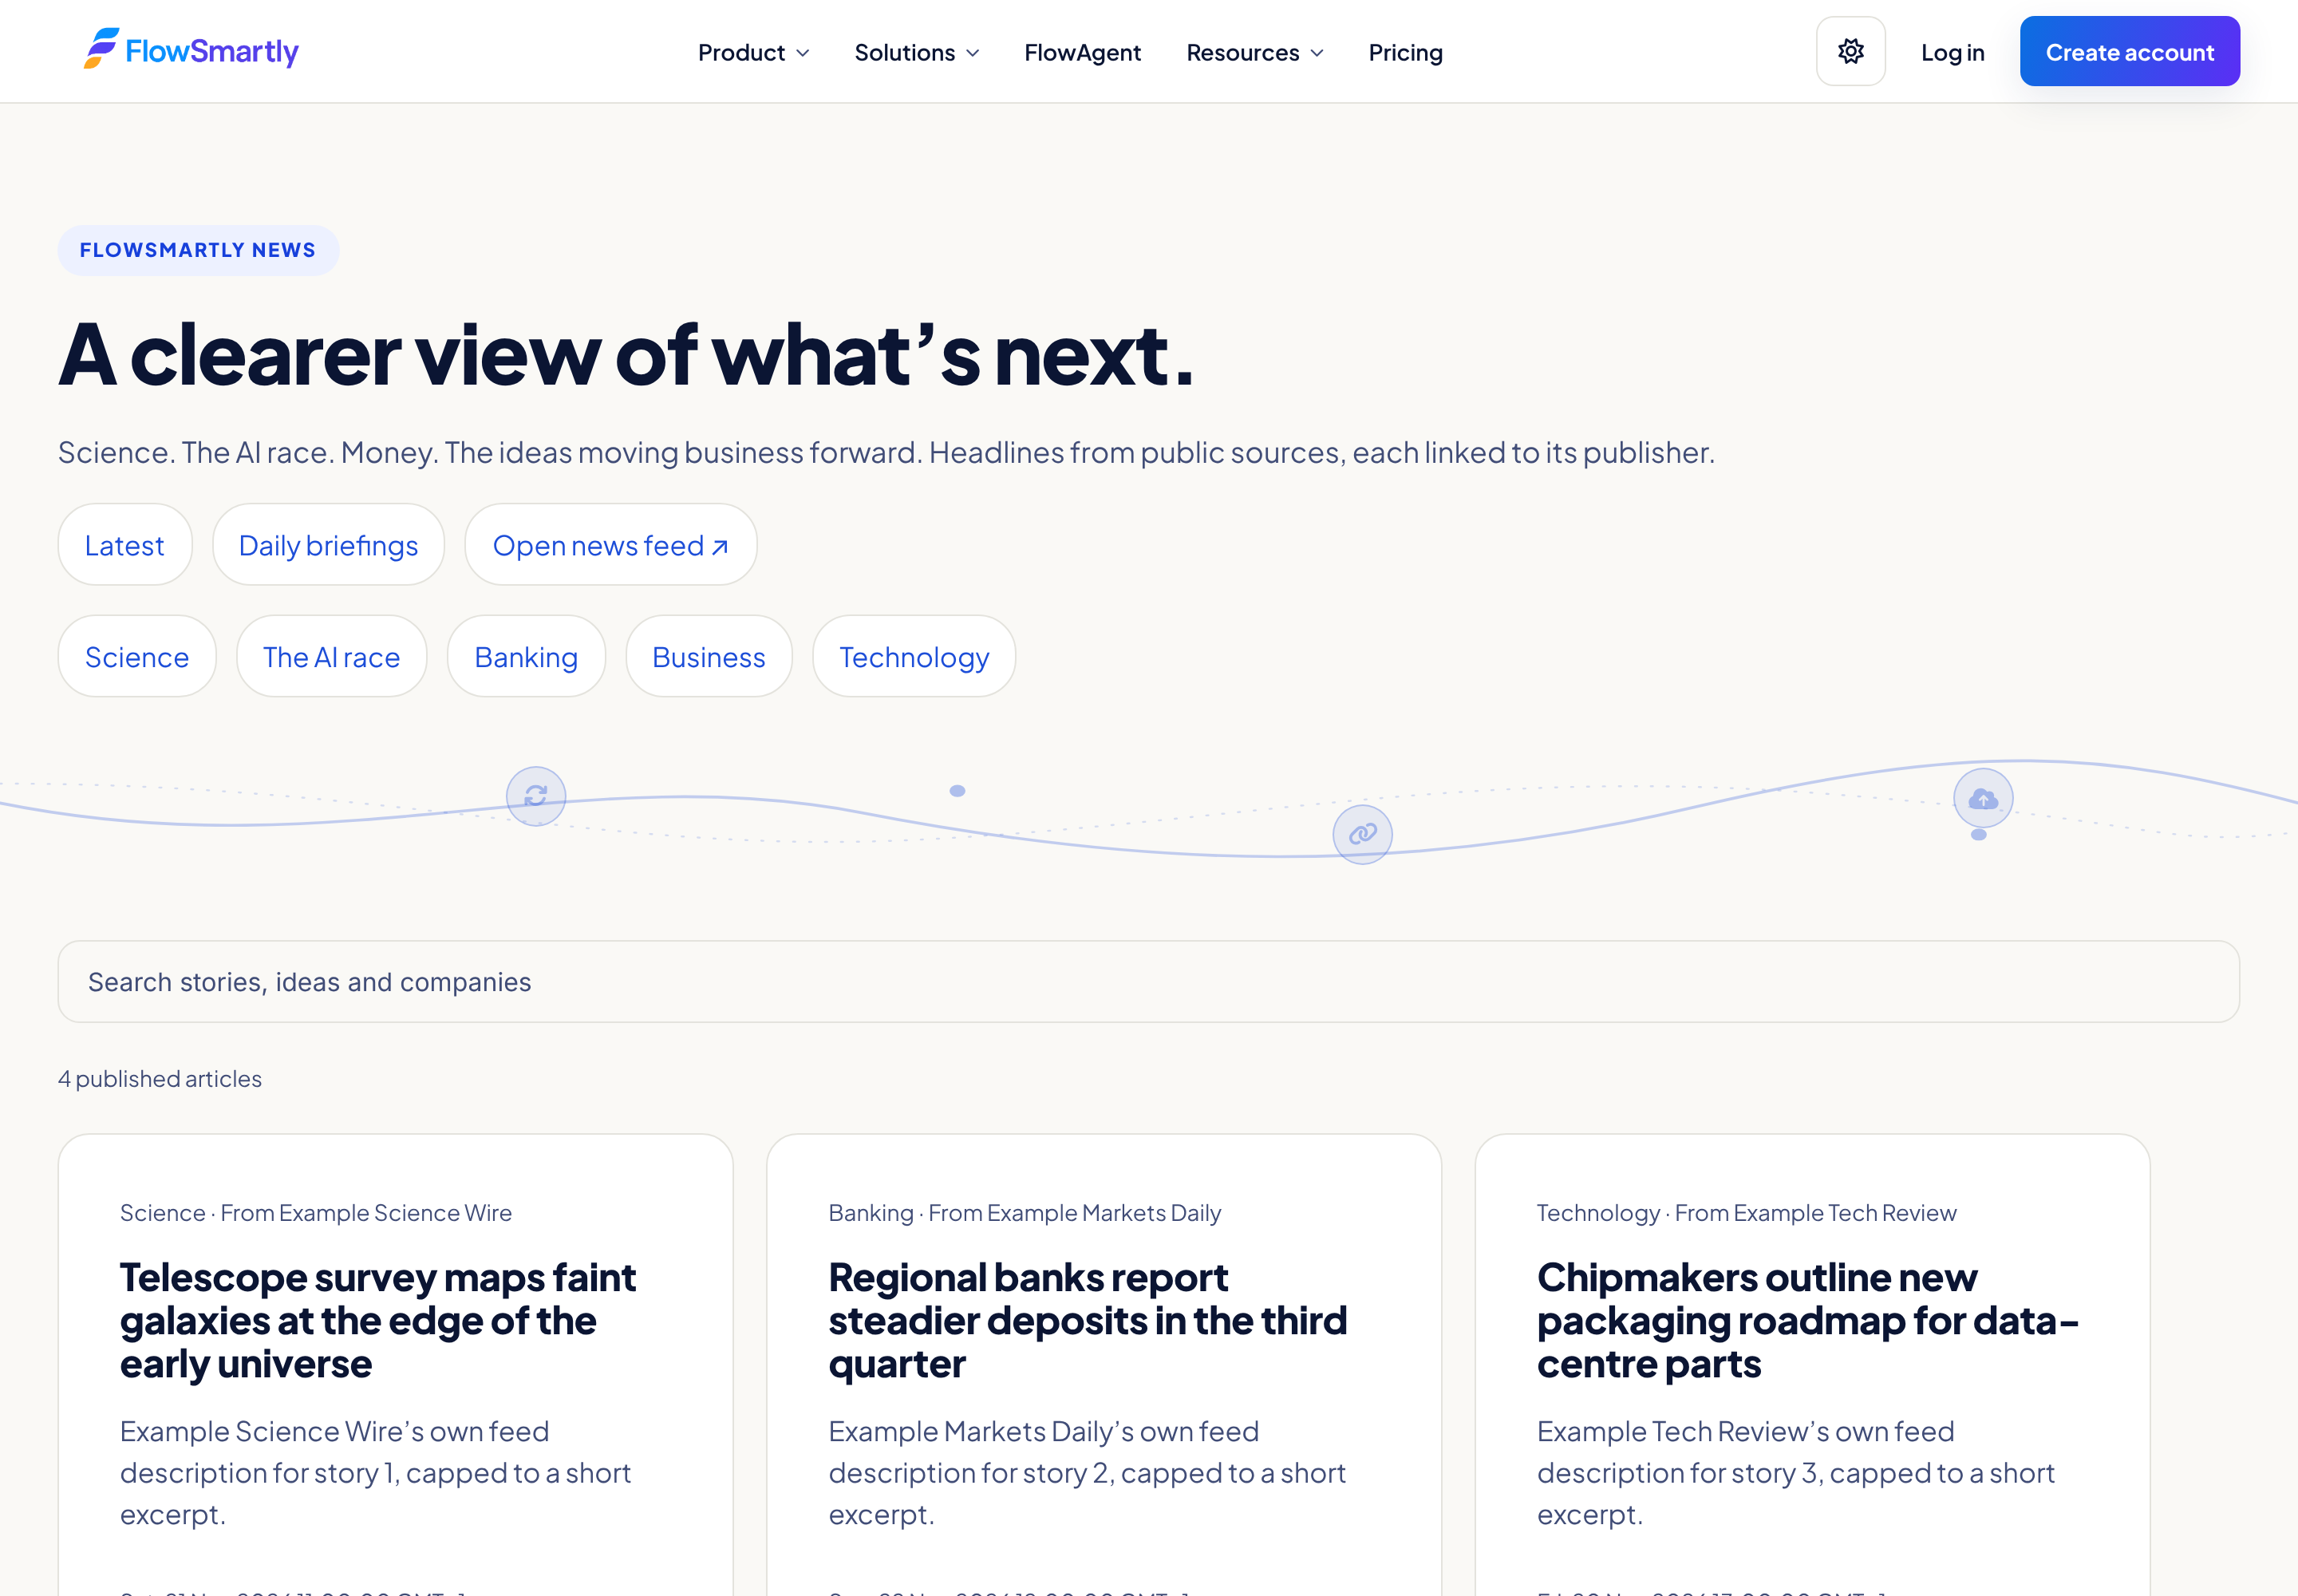 FlowSmartly
Product
Solutions
FlowAgent
Resources
Pricing
Log in
Create account
FLOWSMARTLY NEWS
A clearer view of what’s next.
Science. The AI race. Money. The ideas moving business forward. Headlines from public sources, each linked to its publisher.
Latest
Daily briefings
Open news feed ↗
Science
The AI race
Banking
Business
Technology
Search stories, ideas and companies
4 published articles
Science · From Example Science Wire
Telescope survey maps faint
galaxies at the edge of the
early universe
Example Science Wire’s own feed
description for story 1, capped to a short
excerpt.
Banking · From Example Markets Daily
Regional banks report
steadier deposits in the third
quarter
Example Markets Daily’s own feed
description for story 2, capped to a short
excerpt.
Technology · From Example Tech Review
Chipmakers outline new
packaging roadmap for data-
centre parts
Example Tech Review’s own feed
description for story 3, capped to a short
excerpt.